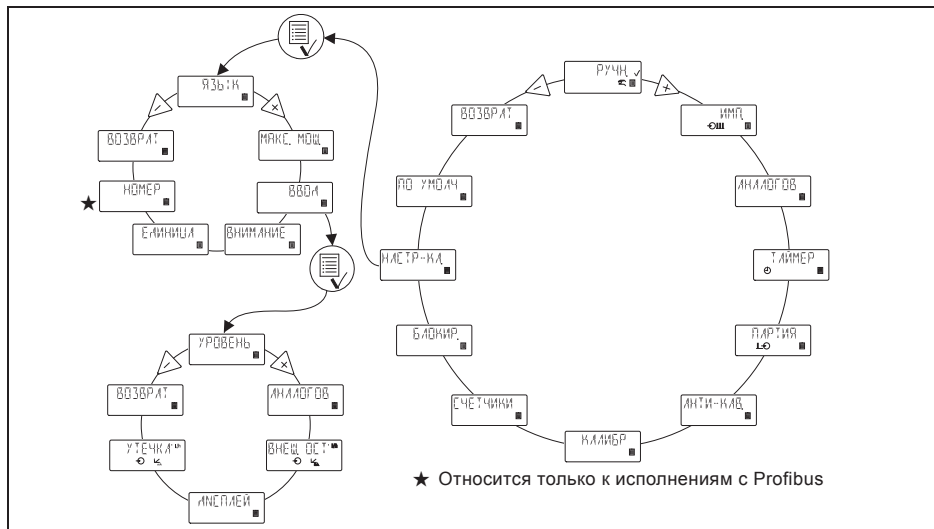 ЯЗЫК
РУЧН.
ВОЗВРАТ
ИМП.
ВОЗВРАТ
МАКС. МОЩ.
ПО УМОЛЧ
АНАЛОГОВ
НОМЕР
ВВОД
ЕДИНИЦА
ВНИМАНИЕ
НАСТР-КА.
ТАЙМЕР
УРОВЕНЬ
БЛОКИР.
ПАРТИЯ
ВОЗВРАТ
АНАЛОГОВ
СЧЕТЧИКИ
АНТИ-КАВ.
УТЕЧКА
ВНЕШ. ОСТ
КАЛИБР
ДИСПЛЕЙ
★ Относится только к исполнениям с Profibus